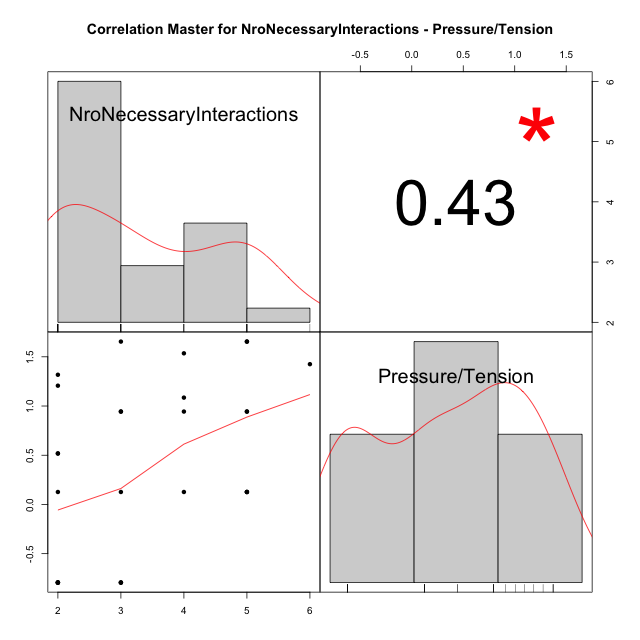 Correlation Master for NroNecessaryInteractions - Pressure/Tension
-0.5 0.0 0.5 1.0 1.5
NroNecessaryInteractions
*
0.43
6
5
4
3
2
1.5
1.0
0.5
0.0
-0.5
Pressure/Tension
2 3 4 5 6